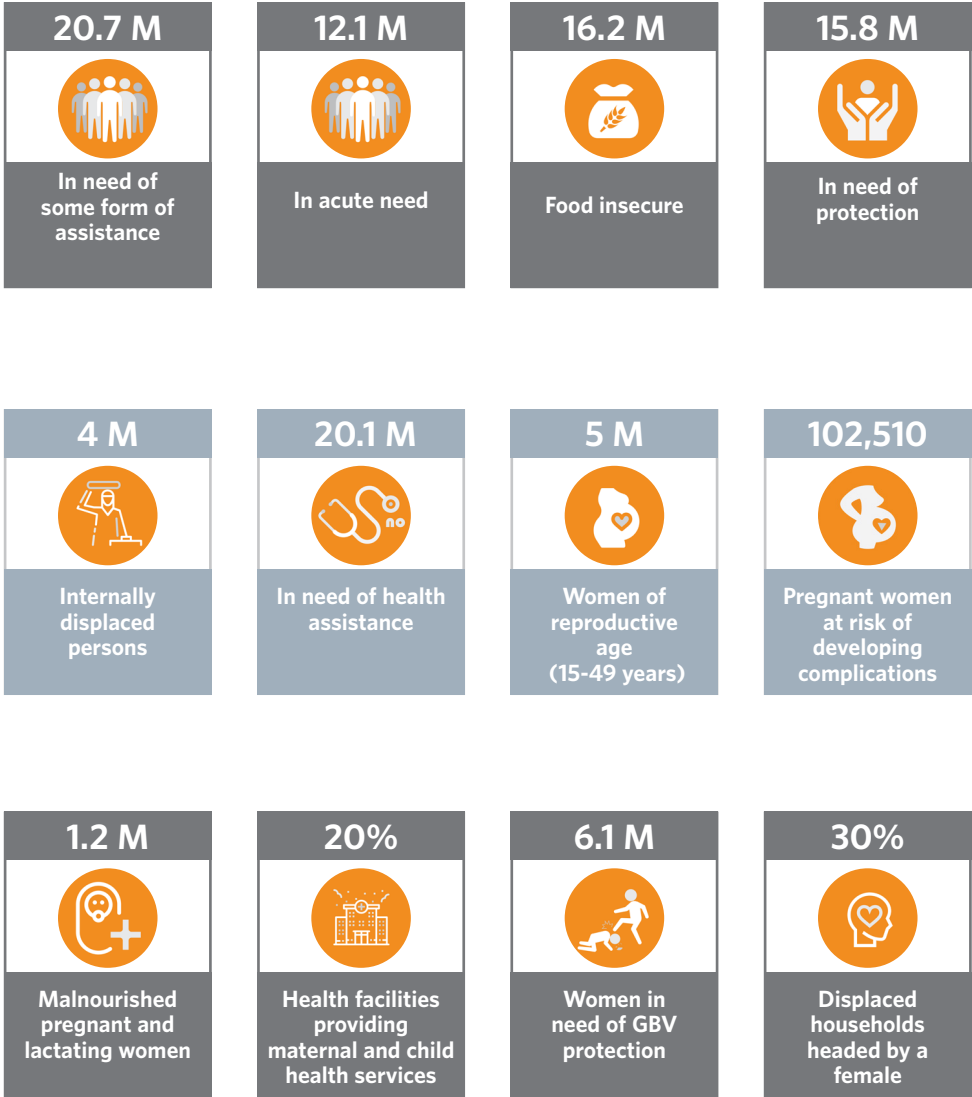 20.7 M
In need of
some form of
assistance
12.1 M
In acute need
16.2 M
Food insecure
15.8 M
In need of
protection
4 M
Internally
displaced
persons
20.1 M
In need of health
assistance
5 M
Women of
reproductive
age
(15-49 years)
102,510
Pregnant women
at risk of
developing
complications
1.2 M
Malnourished
pregnant and
lactating women
20%
Health facilities
providing
maternal and child
health services
6.1 M
Women in
need of GBV
protection
30%
Displaced
households
headed by a
female